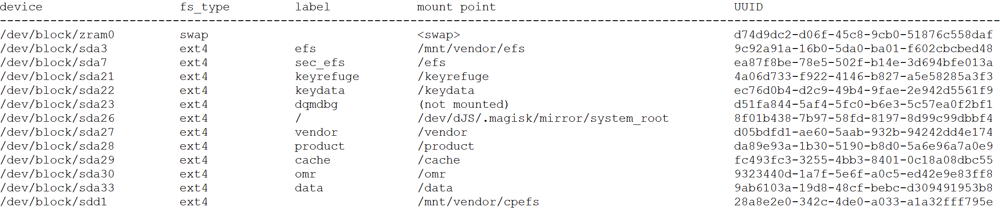 device fs_type label mount point UUID
-------------------------------------------------------------------------------------------------------------------------------------------
/dev/block/zram0 swap <swap> d74d9dc2-d06f-45c8-9cb0-51876c558daf
/dev/block/sda3 ext4 efs /mnt/vendor/efs 9c92a91a-16b0-5da0-ba01-f602cbcbed48
/dev/block/sda7 ext4 sec_efs /efs ea87f8be-78e5-502f-b14e-3d694bfe013a
/dev/block/sda21 ext4 keyrefuge /keyrefuge 4a06d733-f922-4146-b827-a5e58285a3f3
/dev/block/sda22 ext4 keydata /keydata ec76d0b4-d2c9-49b4-9fae-2e942d5561f9
/dev/block/sda23 ext4 dqmdbg (not mounted) d51fa844-5af4-5fc0-b6e3-5c57ea0f2bf1
/dev/block/sda26 ext4 / /dev/dJS/.magisk/mirror/system_root 8f01b438-7b97-58fd-8197-8d99c99dbbf4
/dev/block/sda27 ext4 vendor /vendor d05bdfd1-ae60-5aab-932b-94242dd4e174
/dev/block/sda28 ext4 product /product da89e93a-1b30-5190-b8d0-5a6e96a7a0e9
/dev/block/sda29 ext4 cache /cache fc493fc3-3255-4bb3-8401-0c18a08dbc55
/dev/block/sda30 ext4 omr /omr 9323440d-1a7f-5e6f-a0c5-ed42e9e83ff8
/dev/block/sda33 ext4 data /data 9ab6103a-19d8-48cf-bebc-d309491953b8
/dev/block/sdd1 ext4 /mnt/vendor/cpefs 28a8e2e0-342c-4de0-a033-a1a32fff795e